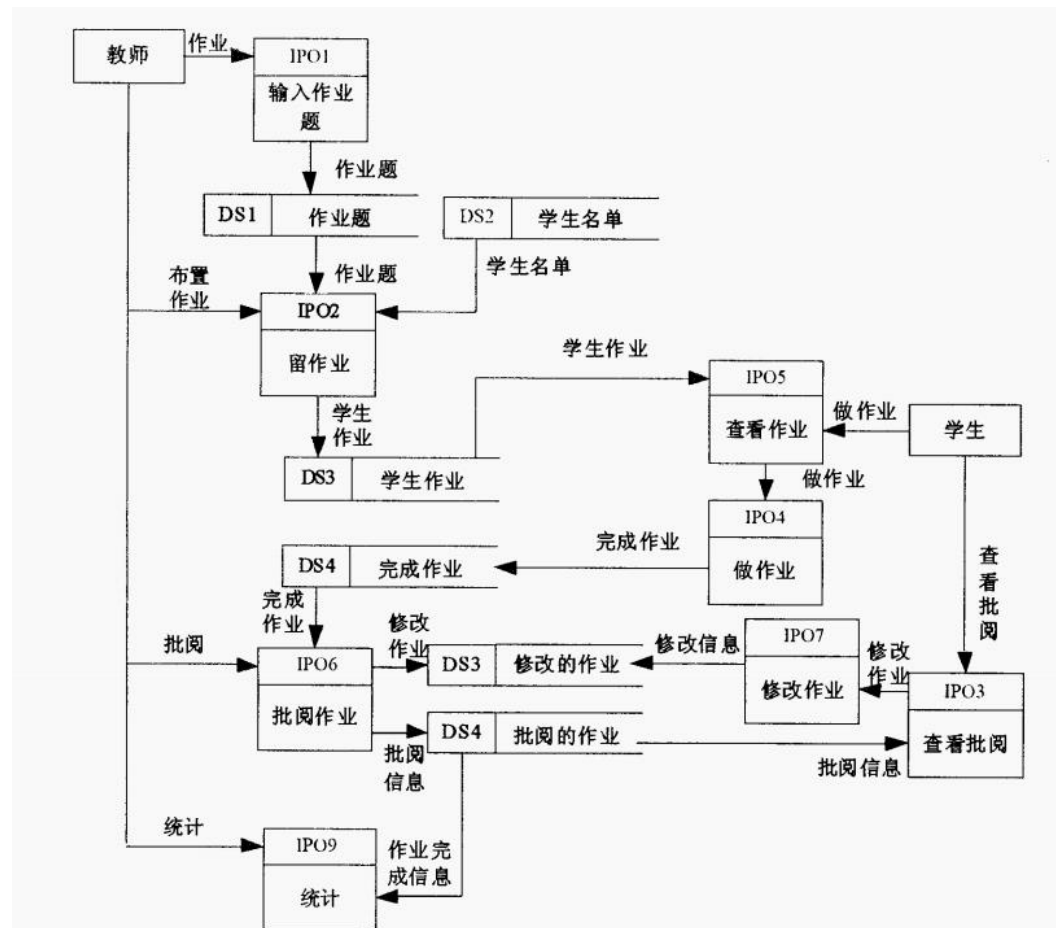 教师
作业
IPO1
输入作业
题
作业题
DS1
作业题
DS2
学生名单
作业题
学生名单
布置
作业
IPO2
留作业
学生作业
IPO5
查看作业
做作业
学生
学生
作业
DS3
学生作业
做作业
IPO4
做作业
完成作业
DS4
完成作业
查
看
批
阅
完成
作业
批阅
IPO6
批阅作业
修改
作业
DS3
修改的作业
修改信息
IPO7
修改作业
修改
作业
IPO3
查看批阅
批阅
信息
DS4
批阅的作业
批阅信息
统计
IPO9
统计
作业完
成信息